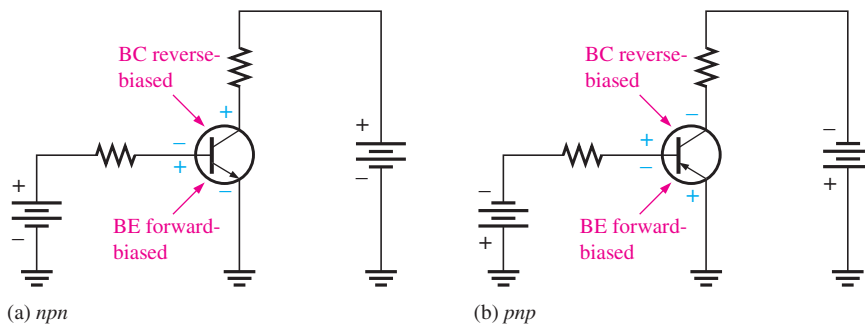 BC reverse-
biased
+
−
+
−
+
−
+
−
BE forward-
biased
(a) npn
BC reverse-
biased
−
+
−
+
−
+
−
+
BE forward-
biased
(b) pnp